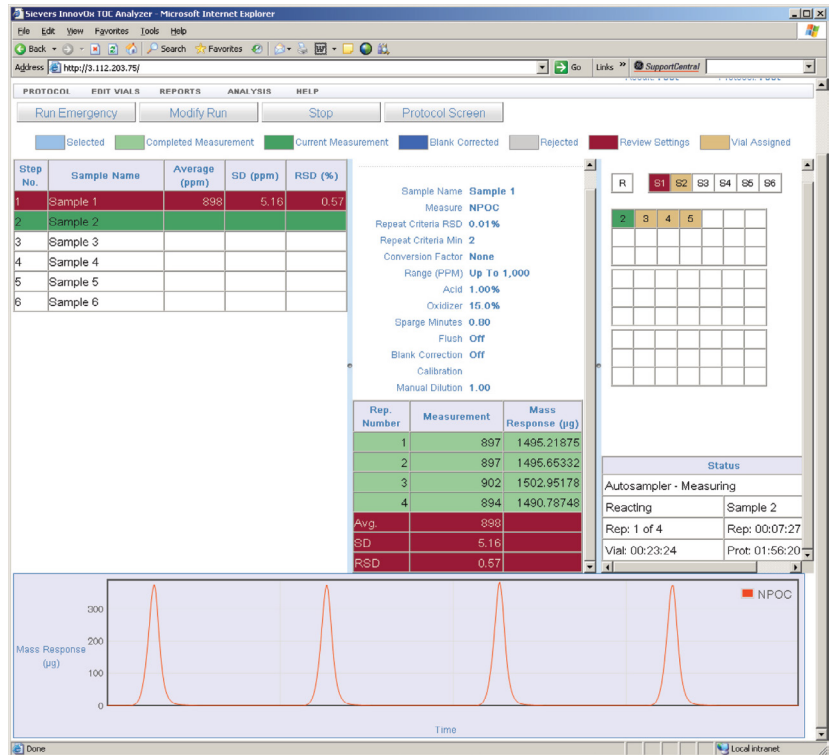 Sievers InnovOx TOC Analyzer - Microsoft Internet Explorer
File Edit View Favorites Tools Help
Back Search Favorites
Address http://3.112.203.75/ Go Links » SupportCentral
PROTOCOL EDIT VIALS REPORTS ANALYSIS HELP
Run Emergency Modify Run Stop Protocol Screen
Selected Completed Measurement Current Measurement Blank Corrected Rejected Review Settings Vial Assigned
Step No. Sample Name Average (ppm) SD (ppm) RSD (%)
1 Sample 1 898 5.16 0.57
2 Sample 2
3 Sample 3
4 Sample 4
5 Sample 5
6 Sample 6
Sample Name Sample 1
Measure NPOC
Repeat Criteria RSD 0.01%
Repeat Criteria Min 2
Conversion Factor None
Range (PPM) Up To 1,000
Acid 1.00%
Oxidizer 15.0%
Sparge Minutes 0.80
Flush Off
Blank Correction Off
Calibration
Manual Dilution 1.00
Rep. Number Measurement Mass Response (µg)
1 897 1495.21875
2 897 1495.65332
3 902 1502.95178
4 894 1490.78748
Avg. 898
SD 5.16
RSD 0.57
R S1 S2 S3 S4 S5 S6
2 3 4 5
Status
Autosampler - Measuring
Reacting Sample 2
Rep: 1 of 4 Rep: 00:07:27
Vial: 00:23:24 Prot: 01:56:20
NPOC
300
200
100
0
Mass Response (µg)
Time
Done Local intranet